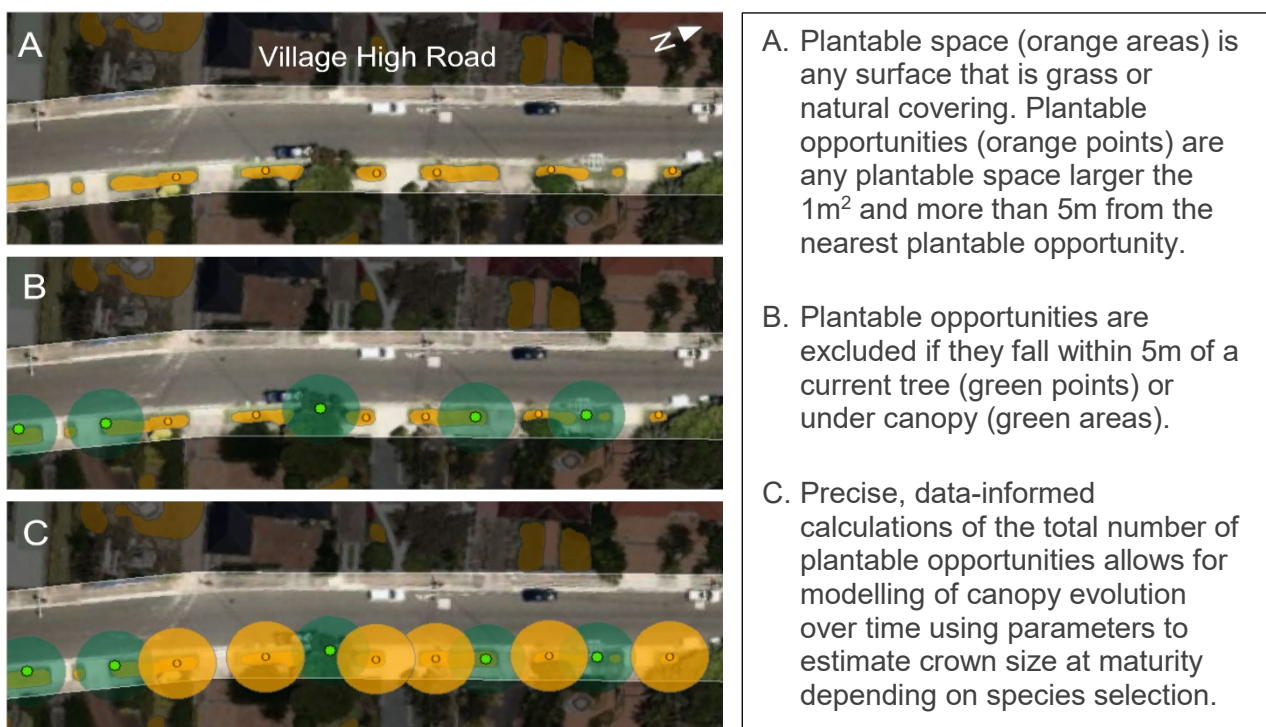 A
Village High Road
N
B
C
A. Plantable space (orange areas) is
any surface that is grass or
natural covering. Plantable
opportunities (orange points) are
any plantable space larger the
1m² and more than 5m from the
nearest plantable opportunity.
B. Plantable opportunities are
excluded if they fall within 5m of a
current tree (green points) or
under canopy (green areas).
C. Precise, data-informed
calculations of the total number of
plantable opportunities allows for
modelling of canopy evolution
over time using parameters to
estimate crown size at maturity
depending on species selection.